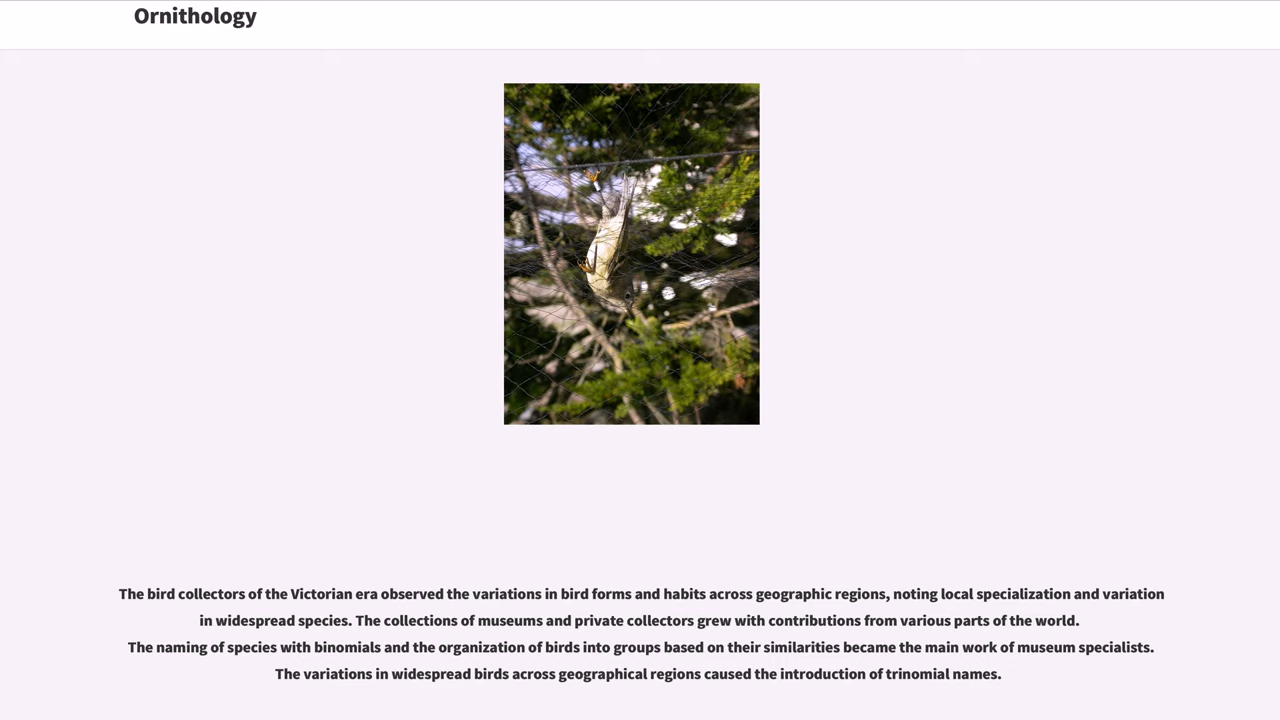 Ornithology
The bird collectors of the Victorian era observed the variations in bird forms and habits across geographic regions, noting local specialization and variation
in widespread species. The collections of museums and private collectors grew with contributions from various parts of the world.
The naming of species with binomials and the organization of birds into groups based on their similarities became the main work of museum specialists.
The variations in widespread birds across geographical regions caused the introduction of trinomial names.